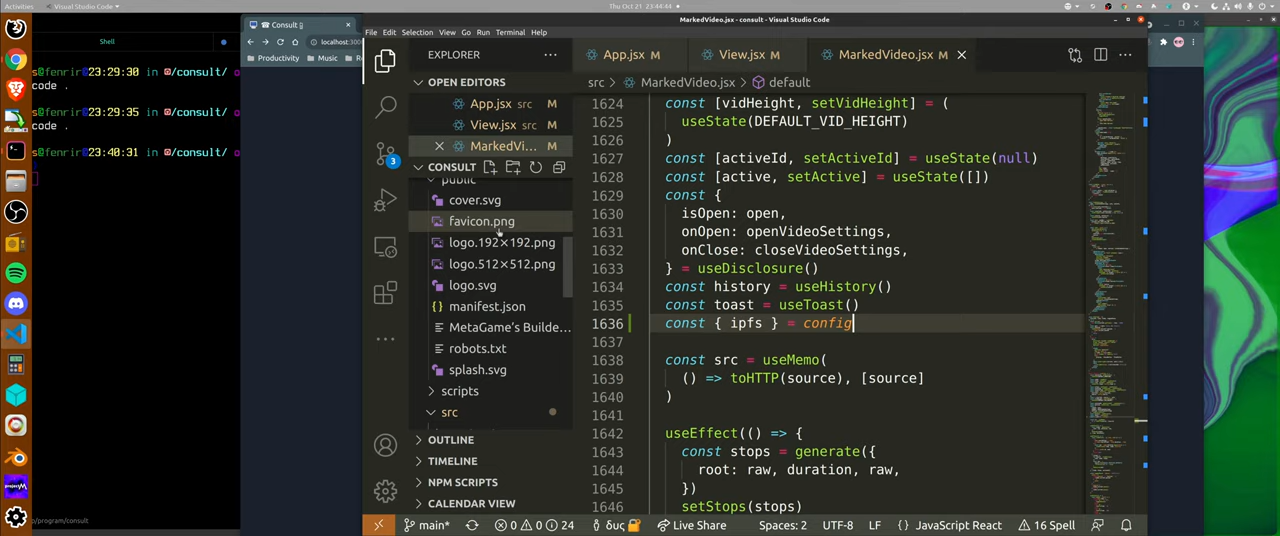 Activities
Visual Studio Code
Thu Oct 21 23:44:44
Shell
s@fenrir 23:29:30 in
/consult/
code .
s@fenrir 23:29:35 in
/consult/
code .
s@fenrir 23:40:31 in
/consult/
o/program/consult
Consult
localhost:3000
Productivity
Music
MarkedVideo.jsx - consult - Visual Studio Code
File Edit Selection View Go Run Terminal Help
EXPLORER
OPEN EDITORS
App.jsx src M
View.jsx src M
MarkedVi... M
CONSULT
public
cover.svg
favicon.png
logo.192×192.png
logo.512×512.png
logo.svg
manifest.json
MetaGame's Builde...
robots.txt
splash.svg
scripts
src
OUTLINE
TIMELINE
NPM SCRIPTS
CALENDAR VIEW
3
App.jsx M
View.jsx M
MarkedVideo.jsx M
src > MarkedVideo.jsx > default
1624 const [vidHeight, setVidHeight] = (
1625 useState(DEFAULT_VID_HEIGHT)
1626 )
1627 const [activeId, setActiveId] = useState(null)
1628 const [active, setActive] = useState([])
1629 const {
1630 isOpen: open,
1631 onOpen: openVideoSettings,
1632 onClose: closeVideoSettings,
1633 } = useDisclosure()
1634 const history = useHistory()
1635 const toast = useToast()
1636 const { ipfs } = config
1637
1638 const src = useMemo(
1639 () => toHTTP(source), [source]
1640 )
1641
1642 useEffect(() => {
1643 const stops = generate({
1644 root: raw, duration, raw,
1645 })
1646 setStops(stops)
main*
0 0 24
δυς
Live Share
Spaces: 2
UTF-8
LF
JavaScript React
16 Spell